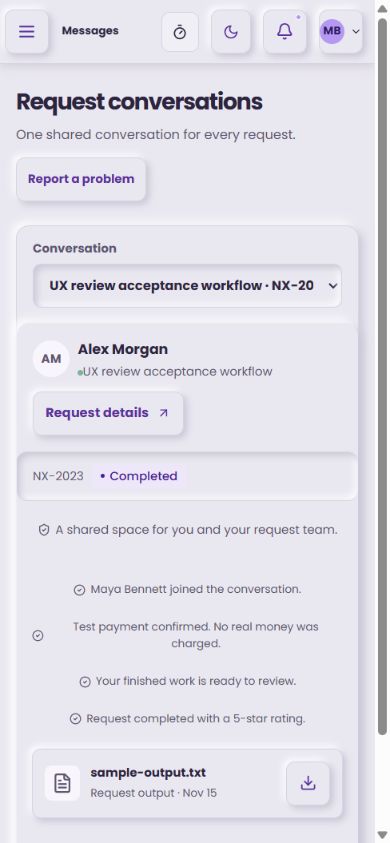 Messages
MB
Request conversations
One shared conversation for every request.
Report a problem
Conversation
UX review acceptance workflow · NX-20
AM
Alex Morgan
UX review acceptance workflow
Request details
NX-2023 • Completed
A shared space for you and your request team.
Maya Bennett joined the conversation.
Test payment confirmed. No real money was
charged.
Your finished work is ready to review.
Request completed with a 5-star rating.
sample-output.txt
Request output · Nov 15